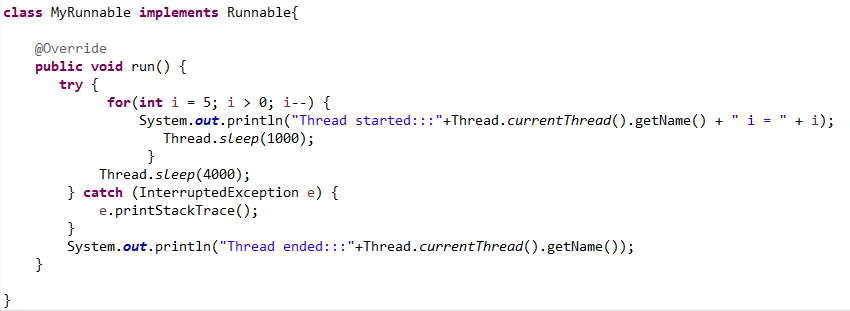 class MyRunnable implements Runnable{
@Override
public void run() {
try {
for(int i = 5; i > 0; i--) {
System.out.println("Thread started:::"+Thread.currentThread().getName() + " i = " + i);
Thread.sleep(1000);
}
Thread.sleep(4000);
} catch (InterruptedException e) {
e.printStackTrace();
}
System.out.println("Thread ended:::"+Thread.currentThread().getName());
}
}